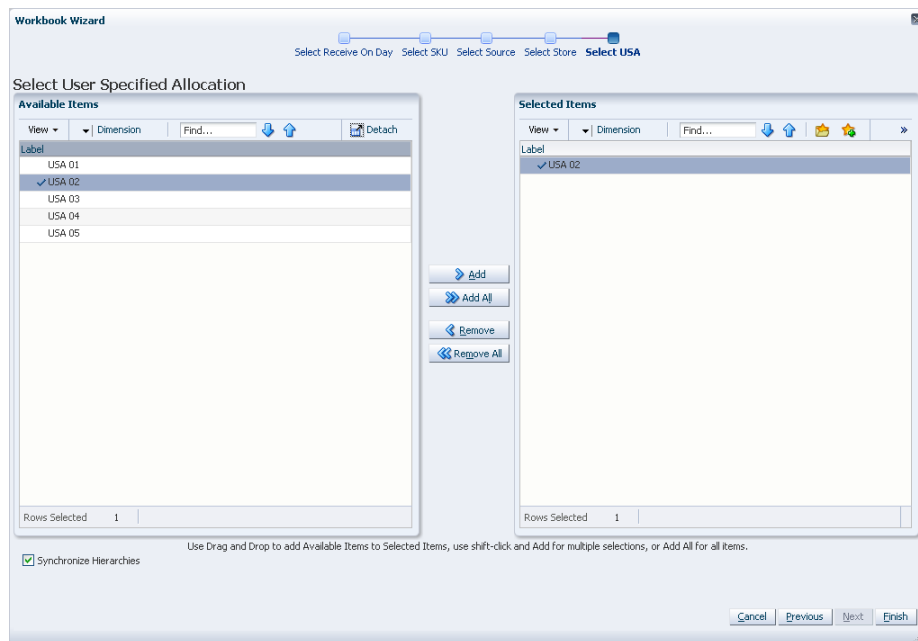 Workbook Wizard
Select Receive On Day Select SKU Select Source Select Store Select USA
Select User Specified Allocation
Available Items
View Dimension Find... Detach
Label
USA 01
USA 02
USA 03
USA 04
USA 05
Rows Selected 1
Add
Add All
Remove
Remove All
Selected Items
View Dimension Find... »
Label
USA 02
Rows Selected 1
Use Drag and Drop to add Available Items to Selected Items, use shift-click and Add for multiple selections, or Add All for all items.
Synchronize Hierarchies
Cancel Previous Next Finish